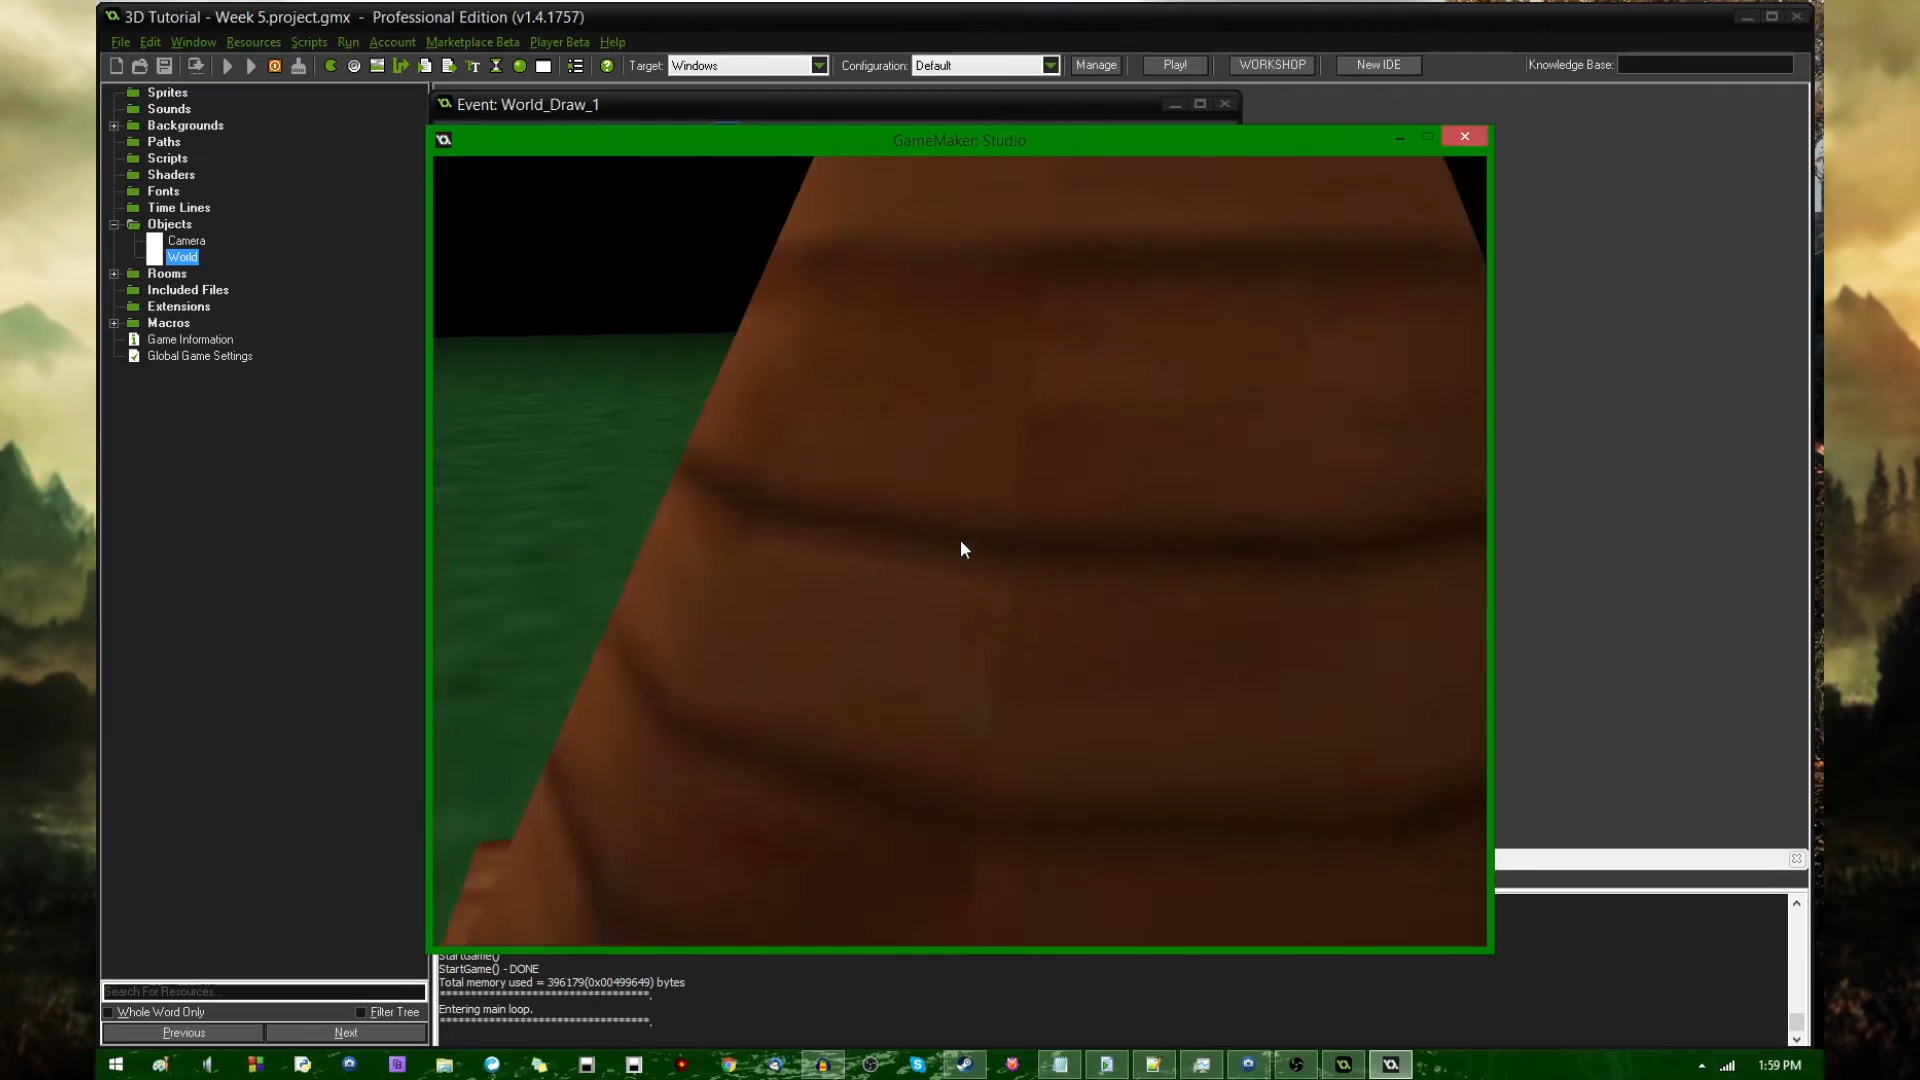 3D Tutorial - Week 5.project.gmx - Professional Edition (v1.4.1757)
File Edit Window Resources Scripts Run Account Marketplace Beta Player Beta Help
Target: Windows Configuration: Default Manage Play! WORKSHOP New IDE Knowledge Base:
Sprites
Sounds
Backgrounds
Paths
Scripts
Shaders
Fonts
Time Lines
Objects
Camera
World
Rooms
Included Files
Extensions
Macros
Game Information
Global Game Settings
Event: World_Draw_1
GameMaker: Studio
StartGame()
StartGame() - DONE
Total memory used = 396179(0x00499649) bytes
**********************************.
Entering main loop.
**********************************.
Search For Resources...
Whole Word Only Filter Tree
Previous Next
1:59 PM